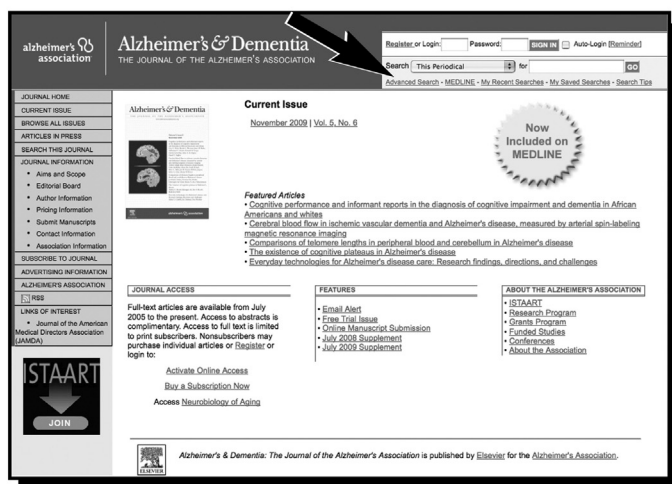 alzheimer's association
Alzheimer's & Dementia
THE JOURNAL OF THE ALZHEIMER'S ASSOCIATION
Register or Login: Password: SIGN IN Auto-Login [Reminder]
Search This Periodical for GO
Advanced Search - MEDLINE - My Recent Searches - My Saved Searches - Search Tips
JOURNAL HOME
CURRENT ISSUE
BROWSE ALL ISSUES
ARTICLES IN PRESS
SEARCH THIS JOURNAL
JOURNAL INFORMATION
• Aims and Scope
• Editorial Board
• Author Information
• Pricing Information
• Submit Manuscripts
• Contact Information
• Association Information
SUBSCRIBE TO JOURNAL
ADVERTISING INFORMATION
ALZHEIMER'S ASSOCIATION
RSS
LINKS OF INTEREST
• Journal of the American
Medical Directors Association
(JAMDA)
ISTAART
JOIN
Alzheimer's & Dementia
Current Issue
November 2009 | Vol. 5, No. 6
Now
Included on
MEDLINE
Featured Articles
• Cognitive performance and informant reports in the diagnosis of cognitive impairment and dementia in African
Americans and whites
• Cerebral blood flow in ischemic vascular dementia and Alzheimer's disease, measured by arterial spin-labeling
magnetic resonance imaging
• Comparisons of telomere lengths in peripheral blood and cerebellum in Alzheimer's disease
• The existence of cognitive plateaus in Alzheimer's disease
• Everyday technologies for Alzheimer's disease care: Research findings, directions, and challenges
JOURNAL ACCESS
Full-text articles are available from July
2005 to the present. Access to abstracts is
complimentary. Access to full text is limited
to print subscribers. Nonsubscribers may
purchase individual articles or Register or
login to:
Activate Online Access
Buy a Subscription Now
Access Neurobiology of Aging
FEATURES
• Email Alert
• Free Trial Issue
• Online Manuscript Submission
• July 2008 Supplement
• July 2009 Supplement
ABOUT THE ALZHEIMER'S ASSOCIATION
• ISTAART
• Research Program
• Grants Program
• Funded Studies
• Conferences
• About the Association
ELSEVIER
Alzheimer's & Dementia: The Journal of the Alzheimer's Association is published by Elsevier for the Alzheimer's Association.